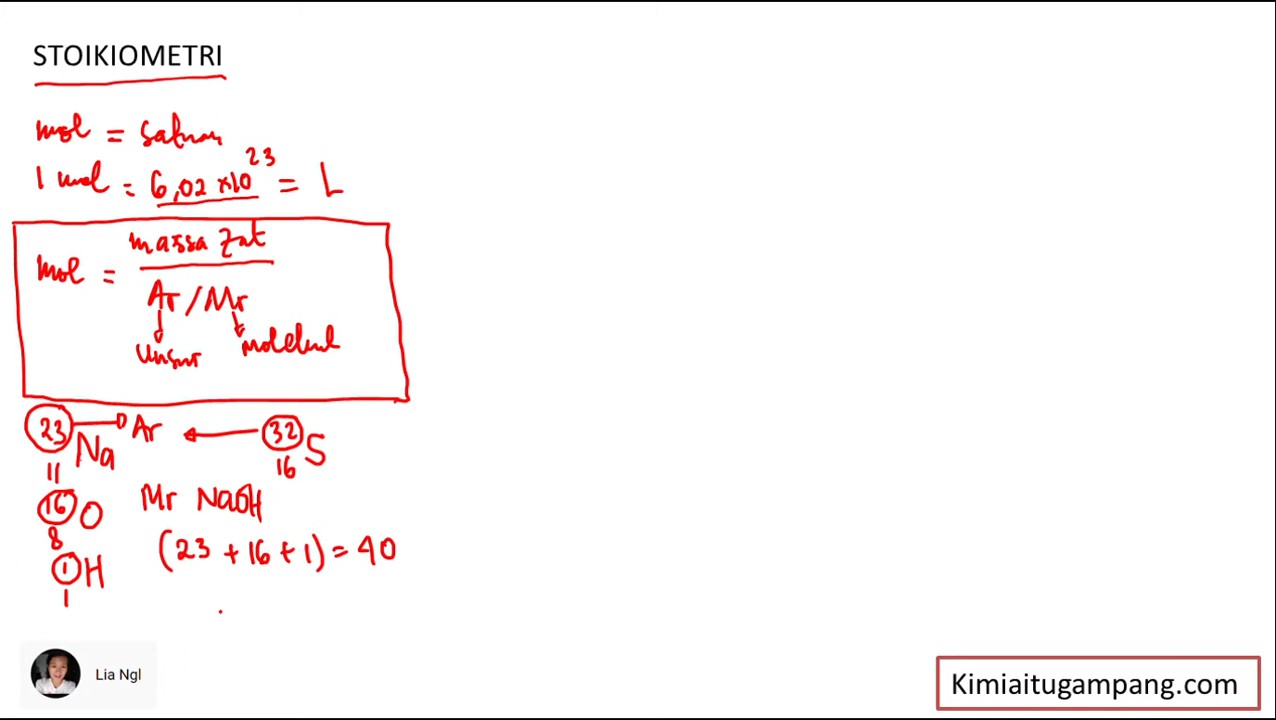 STOIKIOMETRI
mol = satuan
1 mol = 6,02 x 10^23 = L
mol = massa zat
Ar / Mr
unsur molekul
23 Na 11 Ar 32 S 16
16 O 8 Mr NaOH
1 H 1 (23 + 16 + 1) = 40
Lia Ngl
Kimiaitugampang.com